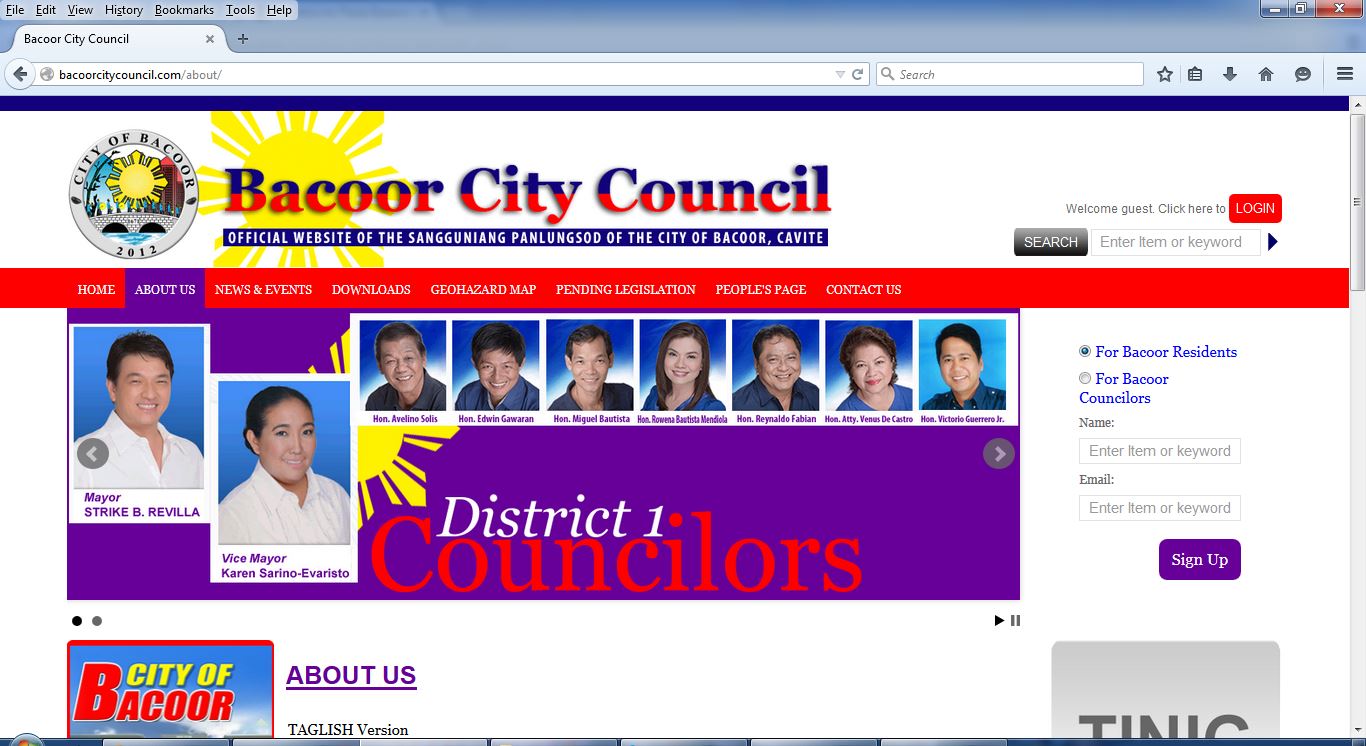 File Edit View History Bookmarks Tools Help
Bacoor City Council
bacoorcitycouncil.com/about/
Search
CITY OF BACOOR
2012
Bacoor City Council
OFFICIAL WEBSITE OF THE SANGGUNIANG PANLUNGSOD OF THE CITY OF BACOOR, CAVITE
Welcome guest. Click here to LOGIN
SEARCH Enter Item or keyword
HOME ABOUT US NEWS & EVENTS DOWNLOADS GEOHAZARD MAP PENDING LEGISLATION PEOPLE'S PAGE CONTACT US
Hon. Avelino Solis Hon. Edwin Gawaran Hon. Miguel Bautista Hon. Rowena Bautista Mendiola Hon. Reynaldo Fabian Hon. Atty. Venus De Castro Hon. Victorio Guerrero Jr.
Mayor
STRIKE B. REVILLA
Vice Mayor
Karen Sarino-Evaristo
District 1
Councilors
For Bacoor Residents
For Bacoor
Councilors
Name:
Enter Item or keyword
Email:
Enter Item or keyword
Sign Up
CITY OF
BACOOR
ABOUT US
TAGLISH Version
TINIG